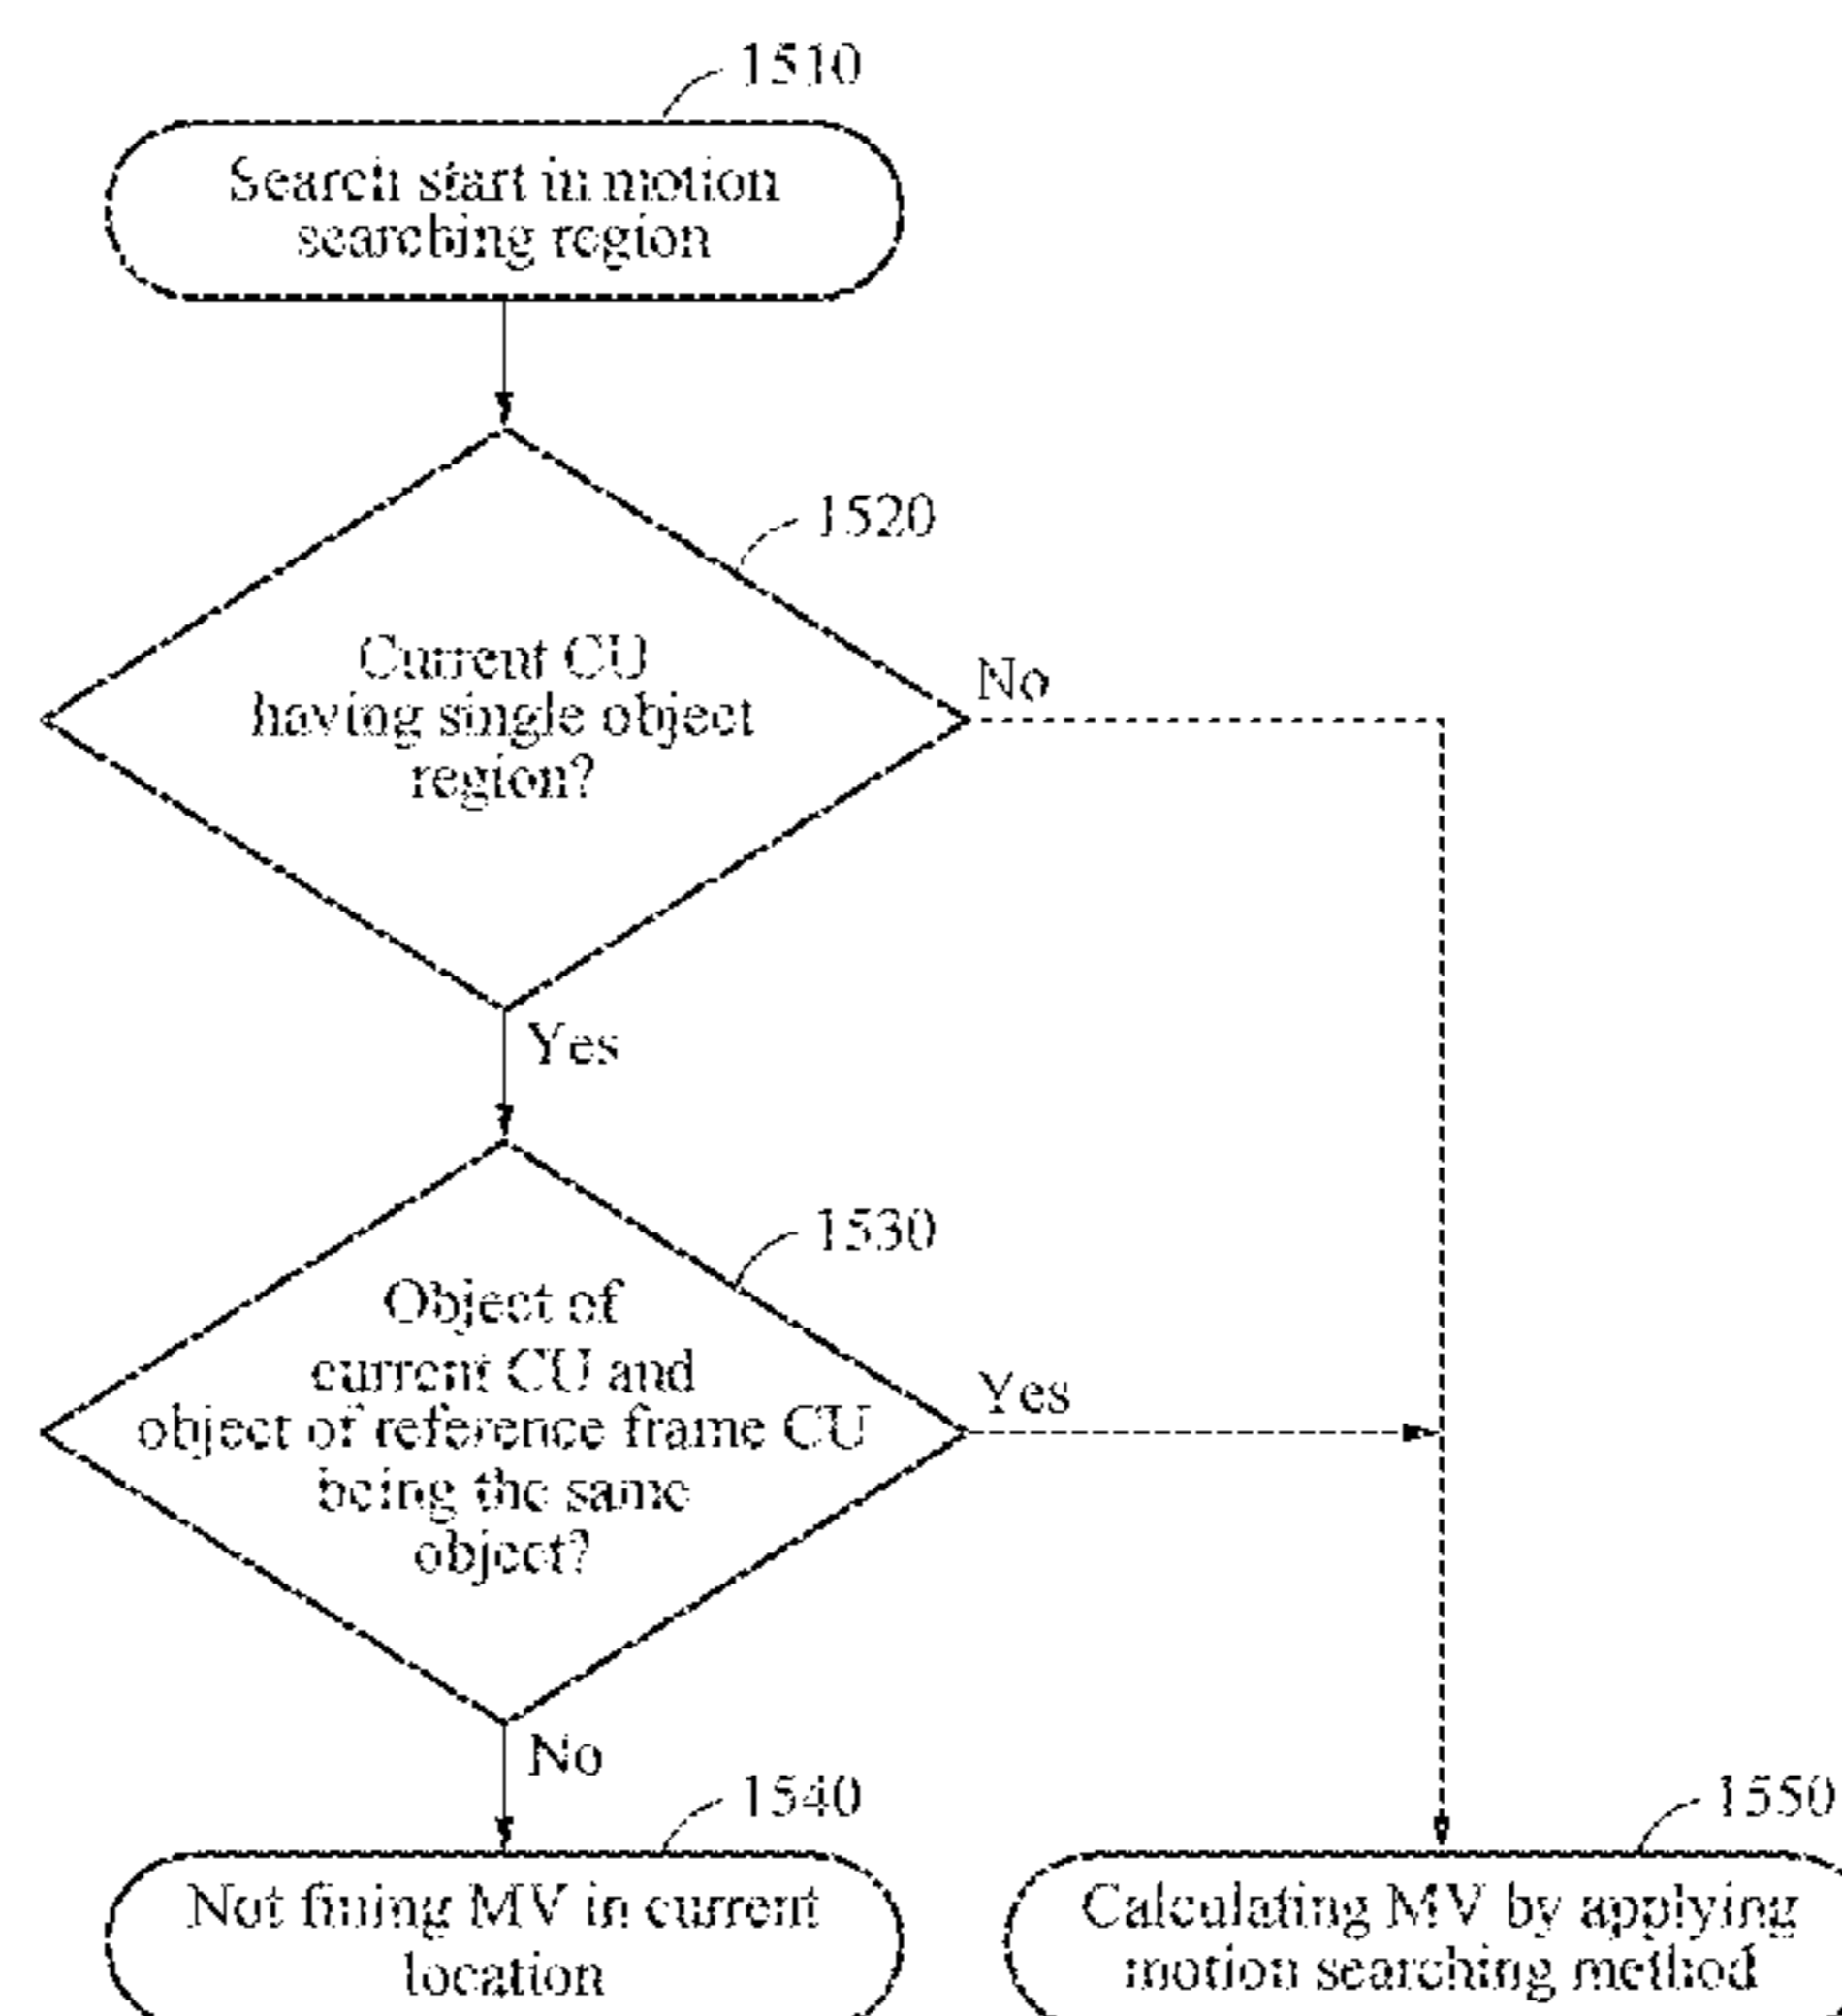 1510
Search start in motion
searching region
1520
Current CU
having single object
region?
No
Yes
1530
Object of
current CU and
object of reference frame CU
being the same
object?
Yes
No
1540
Not fining MV in current
location
1550
Calculating MV by applying
motion searching method